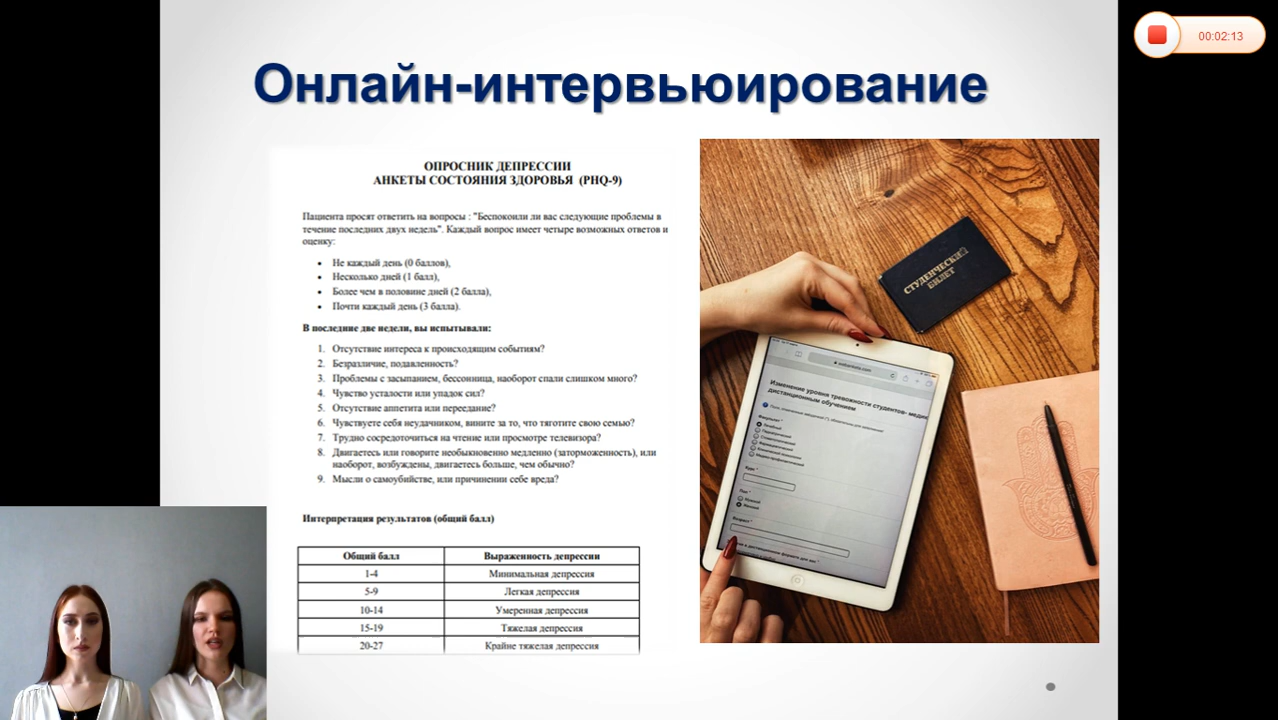 00:02:13
Онлайн-интервьюирование
ОПРОСНИК ДЕПРЕССИИ
АНКЕТЫ СОСТОЯНИЯ ЗДОРОВЬЯ (PHQ-9)
Пациента просят ответить на вопросы : "Беспокоили ли вас следующие проблемы в
течение последних двух недель". Каждый вопрос имеет четыре возможных ответов и
оценку:
• Не каждый день (0 баллов),
• Несколько дней (1 балл),
• Более чем в половине дней (2 балла),
• Почти каждый день (3 балла).
В последние две недели, вы испытывали:
1. Отсутствие интереса к происходящим событиям?
2. Безразличие, подавленность?
3. Проблемы с засыпанием, бессонница, наоборот спали слишком много?
4. Чувство усталости или упадок сил?
5. Отсутствие аппетита или переедание?
6. Чувствуете себя неудачником, вините за то, что тяготите свою семью?
7. Трудно сосредоточиться на чтение или просмотре телевизора?
8. Двигаетесь или говорите необыкновенно медленно (заторможенность), или
наоборот, возбуждены, двигаетесь больше, чем обычно?
9. Мысли о самоубийстве, или причинении себе вреда?
Интерпретация результатов (общий балл)
Общий балл Выраженность депрессии
1-4 Минимальная депрессия
5-9 Легкая депрессия
10-14 Умеренная депрессия
15-19 Тяжелая депрессия
20-27 Крайне тяжелая депрессия
СТУДЕНЧЕСКИЙ
БИЛЕТ
Изменение уровня тревожности студентов- меди
дистанционным обучением
Факультет *
Курс *
Пол *
Возраст *